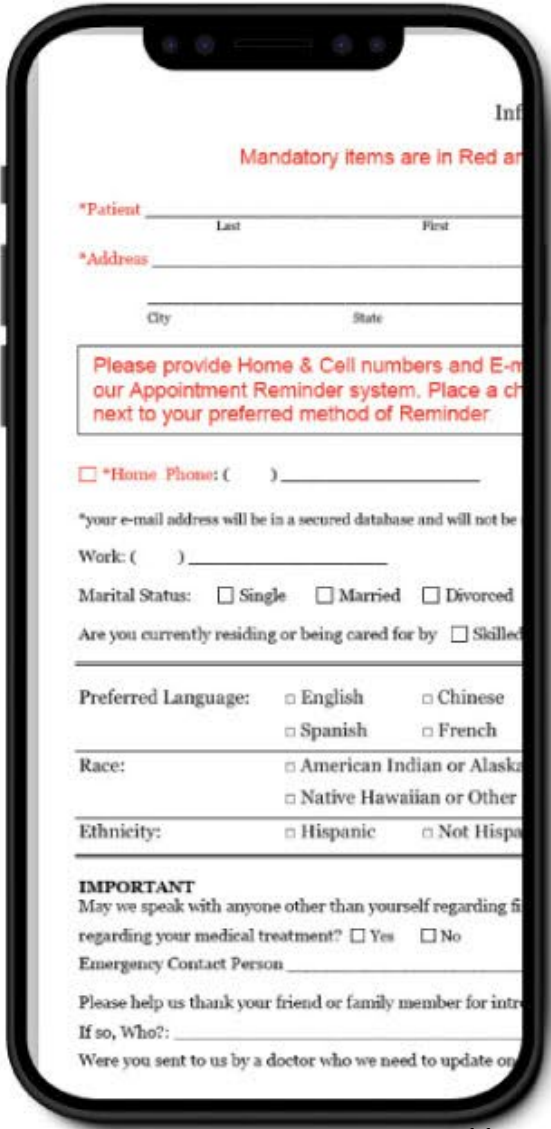 Inf
Mandatory items are in Red an
*Patient
Last First
*Address
City State
Please provide Home & Cell numbers and E-m
our Appointment Reminder system. Place a ch
next to your preferred method of Reminder
*Home Phone: ( )
*your e-mail address will be in a secured database and will not be
Work: ( )
Marital Status: Single Married Divorced
Are you currently residing or being cared for by Skilled
Preferred Language: English Chinese
Spanish French
Race: American Indian or Alaska
Native Hawaiian or Other
Ethnicity: Hispanic Not Hispa
IMPORTANT
May we speak with anyone other than yourself regarding fi
regarding your medical treatment? Yes No
Emergency Contact Person
Please help us thank your friend or family member for intr
If so, Who?:
Were you sent to us by a doctor who we need to update on